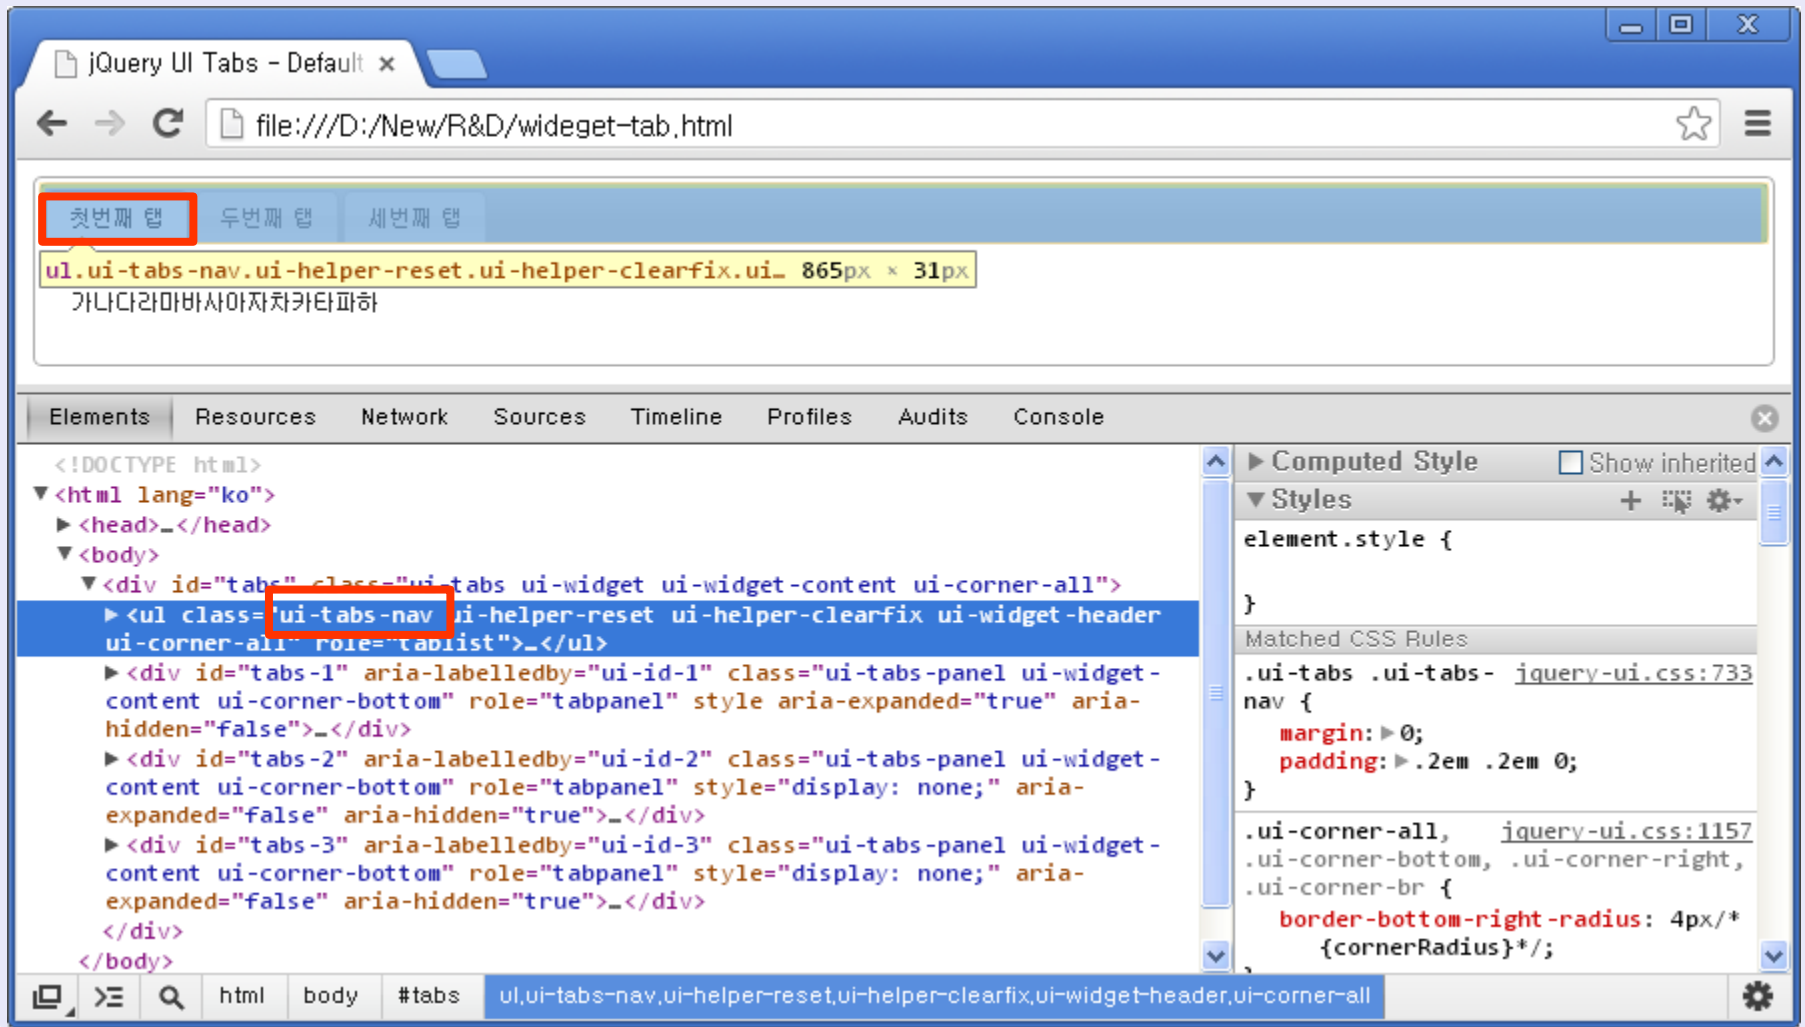 jQuery UI Tabs - Default
file:///D:/New/R&D/wideget-tab.html
첫번째 탭 두번째 탭 세번째 탭
ul.ui-tabs-nav.ui-helper-reset.ui-helper-clearfix.ui… 865px × 31px
가나다라마바사아자차카타파하
Elements Resources Network Sources Timeline Profiles Audits Console
<!DOCTYPE html>
<html lang="ko">
<head>…</head>
<body>
<div id="tabs" class="ui-tabs ui-widget ui-widget-content ui-corner-all">
<ul class="ui-tabs-nav ui-helper-reset ui-helper-clearfix ui-widget-header
ui-corner-all" role="tablist">…</ul>
<div id="tabs-1" aria-labelledby="ui-id-1" class="ui-tabs-panel ui-widget-
content ui-corner-bottom" role="tabpanel" style aria-expanded="true" aria-
hidden="false">…</div>
<div id="tabs-2" aria-labelledby="ui-id-2" class="ui-tabs-panel ui-widget-
content ui-corner-bottom" role="tabpanel" style="display: none;" aria-
expanded="false" aria-hidden="true">…</div>
<div id="tabs-3" aria-labelledby="ui-id-3" class="ui-tabs-panel ui-widget-
content ui-corner-bottom" role="tabpanel" style="display: none;" aria-
expanded="false" aria-hidden="true">…</div>
</div>
</body>
Computed Style Show inherited
Styles
element.style {
}
Matched CSS Rules
.ui-tabs .ui-tabs- jquery-ui.css:733
nav {
margin: 0;
padding: .2em .2em 0;
}
.ui-corner-all, jquery-ui.css:1157
.ui-corner-bottom, .ui-corner-right,
.ui-corner-br {
border-bottom-right-radius: 4px/*
{cornerRadius}*/;
}
html body #tabs ul.ui-tabs-nav.ui-helper-reset.ui-helper-clearfix.ui-widget-header.ui-corner-all